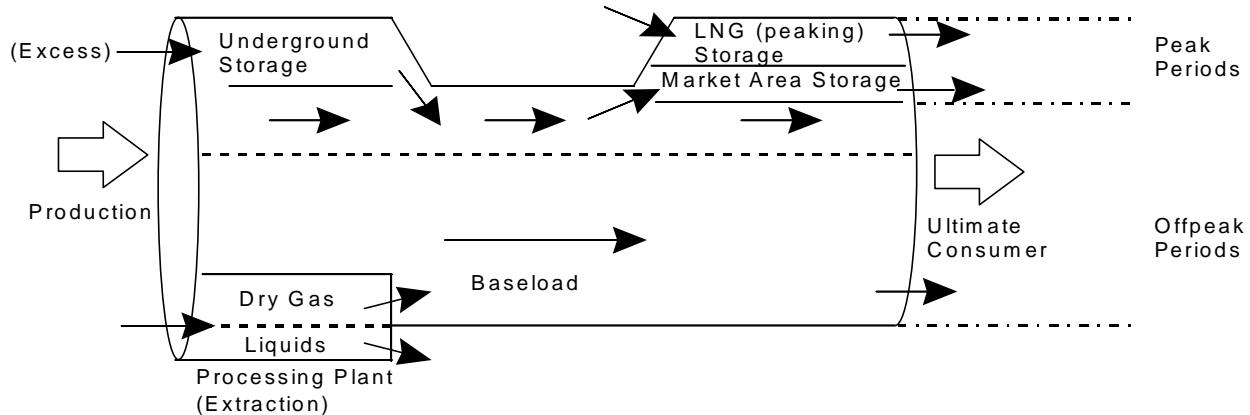 (Excess)
Underground
Storage
LNG (peaking)
Storage
Market Area Storage
Peak
Periods
Production
Ultimate
Consumer
Offpeak
Periods
Dry Gas
Baseload
Liquids
Processing Plant
(Extraction)